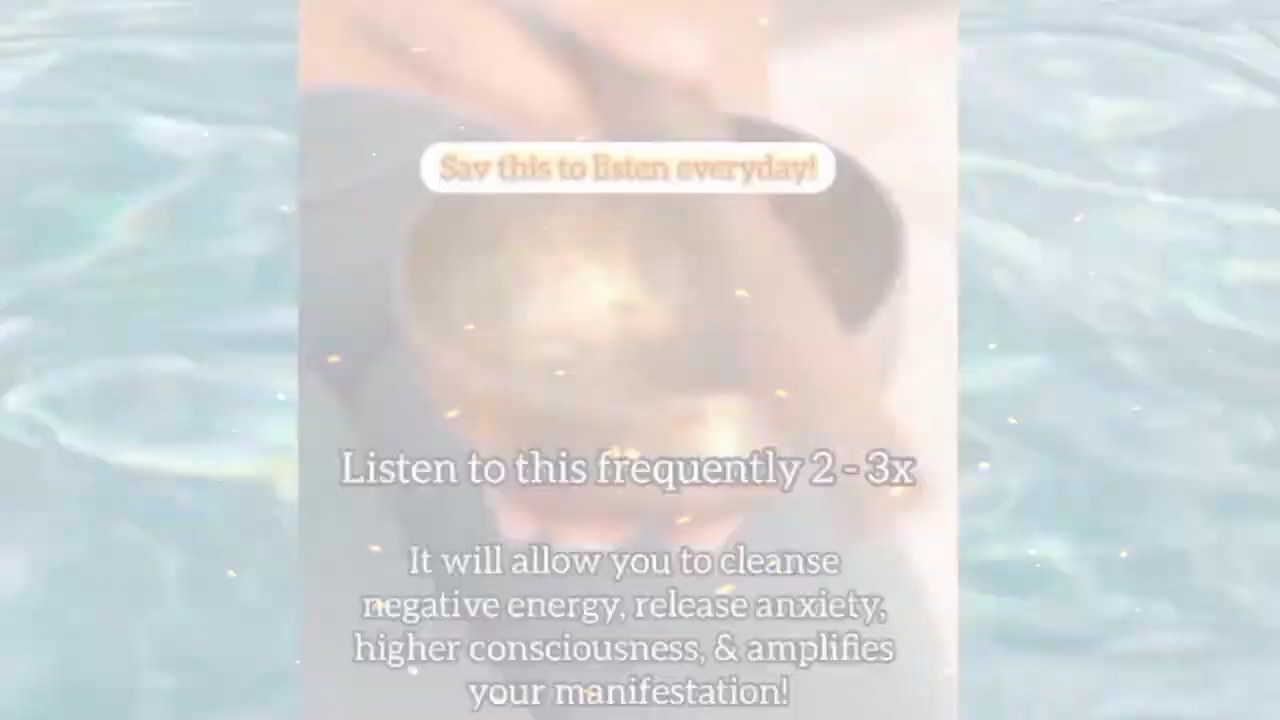 Sav this to listen everyday!
Listen to this frequently 2 - 3x
It will allow you to cleanse
negative energy, release anxiety,
higher consciousness, & amplifies
your manifestation!